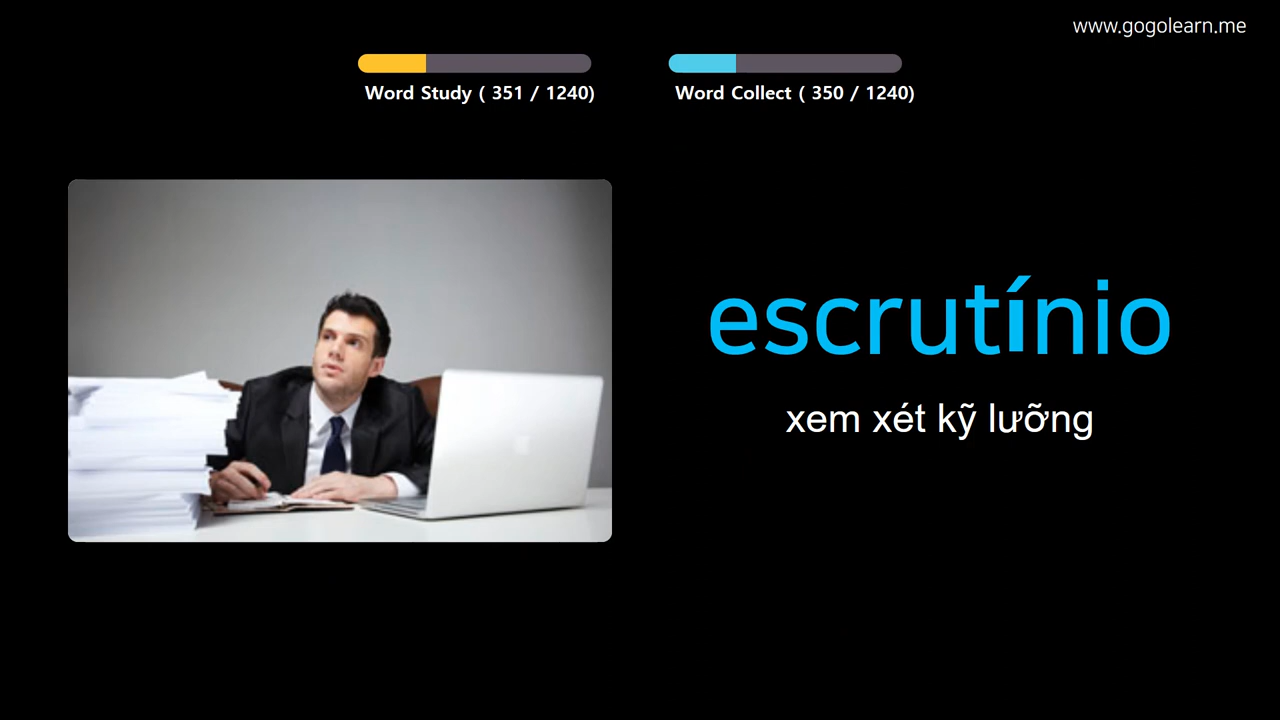 www.gogolearn.me
Word Study ( 351 / 1240)
Word Collect ( 350 / 1240)
escrutínio
xem xét kỹ lưỡng